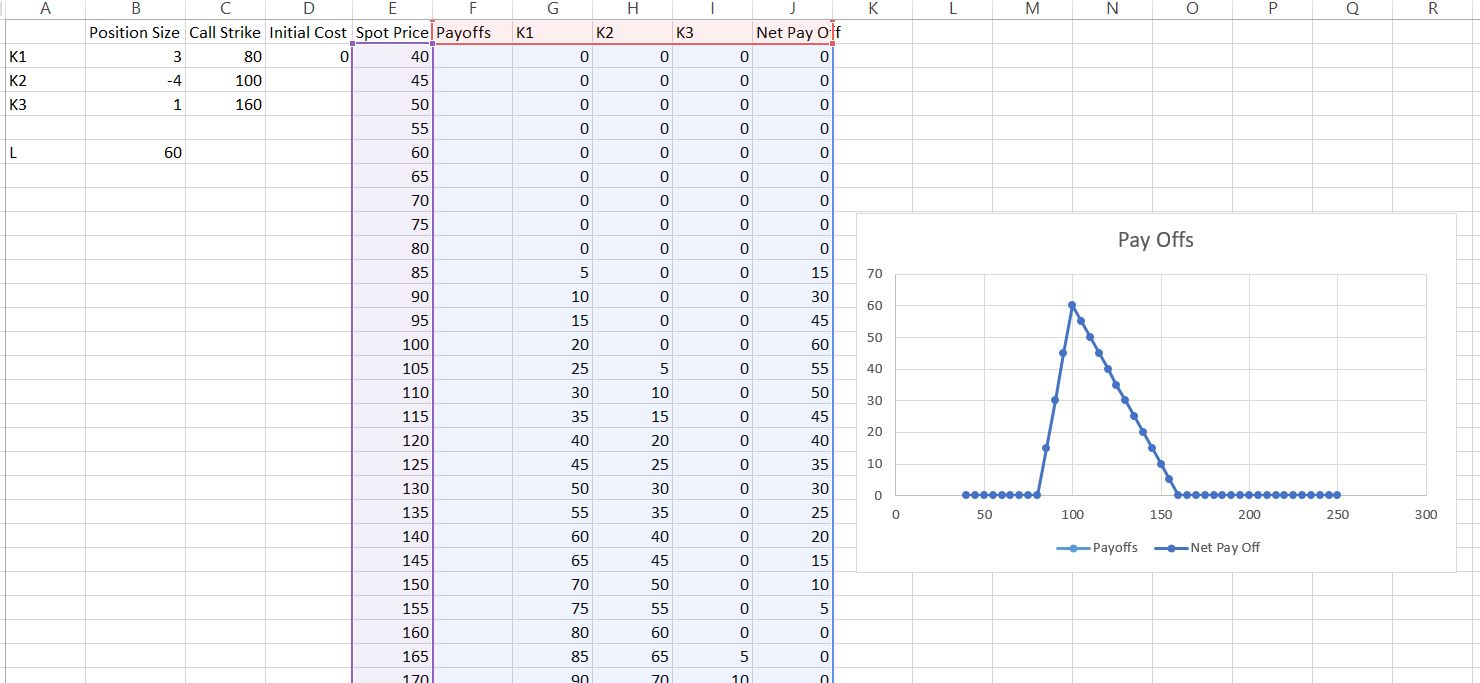 A B C D E F G H I J K L M N O P Q R
Position Size Call Strike Initial Cost Spot Price Payoffs K1 K2 K3 Net Pay Off
K1 3 80 0 40 0 0 0 0
K2 -4 100 45 0 0 0 0
K3 1 160 50 0 0 0 0
55 0 0 0 0
L 60 60 0 0 0 0
65 0 0 0 0
70 0 0 0 0
75 0 0 0 0
80 0 0 0 0
85 5 0 0 15
90 10 0 0 30
95 15 0 0 45
100 20 0 0 60
105 25 5 0 55
110 30 10 0 50
115 35 15 0 45
120 40 20 0 40
125 45 25 0 35
130 50 30 0 30
135 55 35 0 25
140 60 40 0 20
145 65 45 0 15
150 70 50 0 10
155 75 55 0 5
160 80 60 0 0
165 85 65 5 0
170 90 70 10 0
Pay Offs
70
60
50
40
30
20
10
0
0 50 100 150 200 250 300
Payoffs Net Pay Off